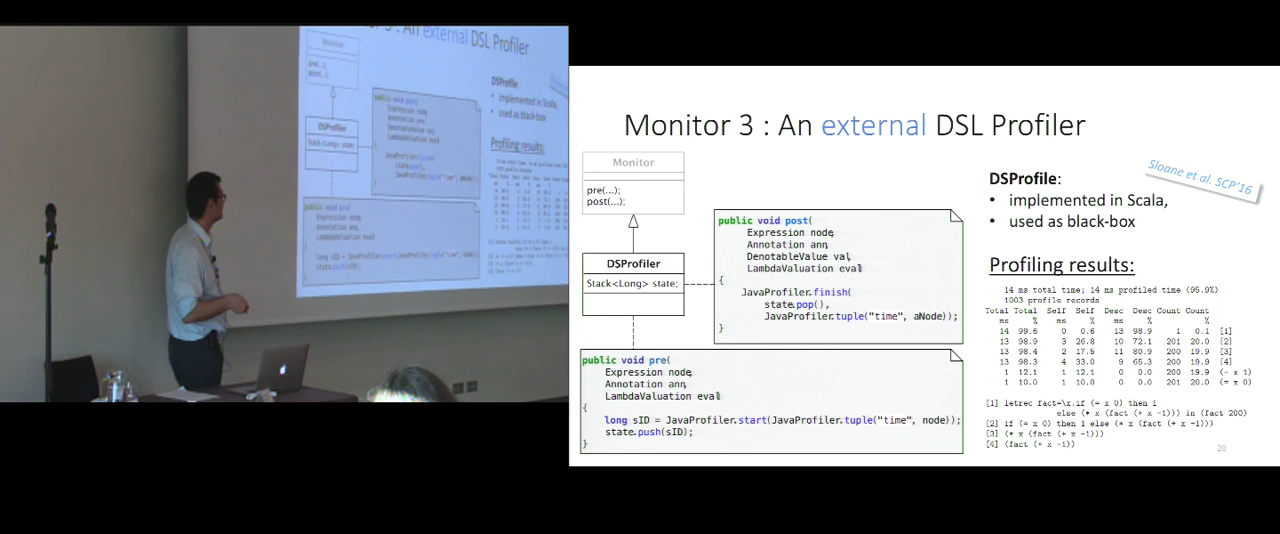 Monitor 3 : An external DSL Profiler
Monitor
pre(...);
post(...);
DSProfiler
Stack<Long> state;
public void post(
Expression node,
Annotation ann,
DenotableValue val,
LambdaValuation eval
{
JavaProfiler.finish(
state.pop(),
JavaProfiler.tuple("time", aNode));
}
public void pre(
Expression node,
Annotation ann,
LambdaValuation eval
{
long sID = JavaProfiler.start(JavaProfiler.tuple("time", node));
state.push(sID);
}
DSProfile:
• implemented in Scala,
• used as black-box
Sloane et al. SCP'16
Profiling results:
14 ms total time; 14 ms profiled time (95.9%)
1003 profile records
Total Total Self Self Desc Desc Count Count
ms % ms % ms % %
14 99.6 0 0.6 13 98.9 1 0.1 [1]
13 98.9 3 26.8 10 72.1 201 20.0 [2]
13 98.4 2 17.5 11 80.9 200 19.9 [3]
13 98.3 4 33.0 9 65.3 200 19.9 [4]
1 12.1 1 12.1 0 0.0 200 19.9 (- x 1)
1 10.0 1 10.0 0 0.0 201 20.0 (= x 0)
[1] letrec fact=\x.if (= x 0) then 1
else (* x (fact (+ x -1))) in (fact 200)
[2] if (= x 0) then 1 else (* x (fact (+ x -1)))
[3] (* x (fact (+ x -1)))
[4] (fact (+ x -1))
20